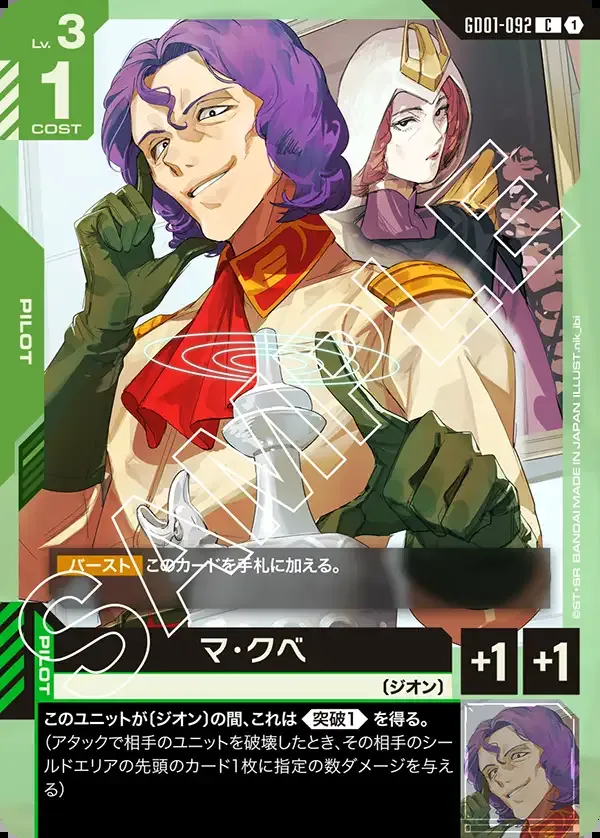 Lv. 3
GD01-092 C 1
1
COST
PILOT
SAMPLE
©ST・SR BANDAI MADE IN JAPAN ILLUST.nik_ibi
バースト このカードを手札に加える。
PILOT
マ・クベ
+1 +1
〔ジオン〕
このユニットが〔ジオン〕の間、これは 突破1 を得る。
(アタックで相手のユニットを破壊したとき、その相手のシー
ルドエリアの先頭のカード1枚に指定の数ダメージを与え
る)